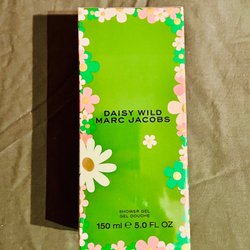 DAISY WILD
MARC JACOBS
SHOWER GEL
GEL DOUCHE
150 ml e 5.0 FL OZ